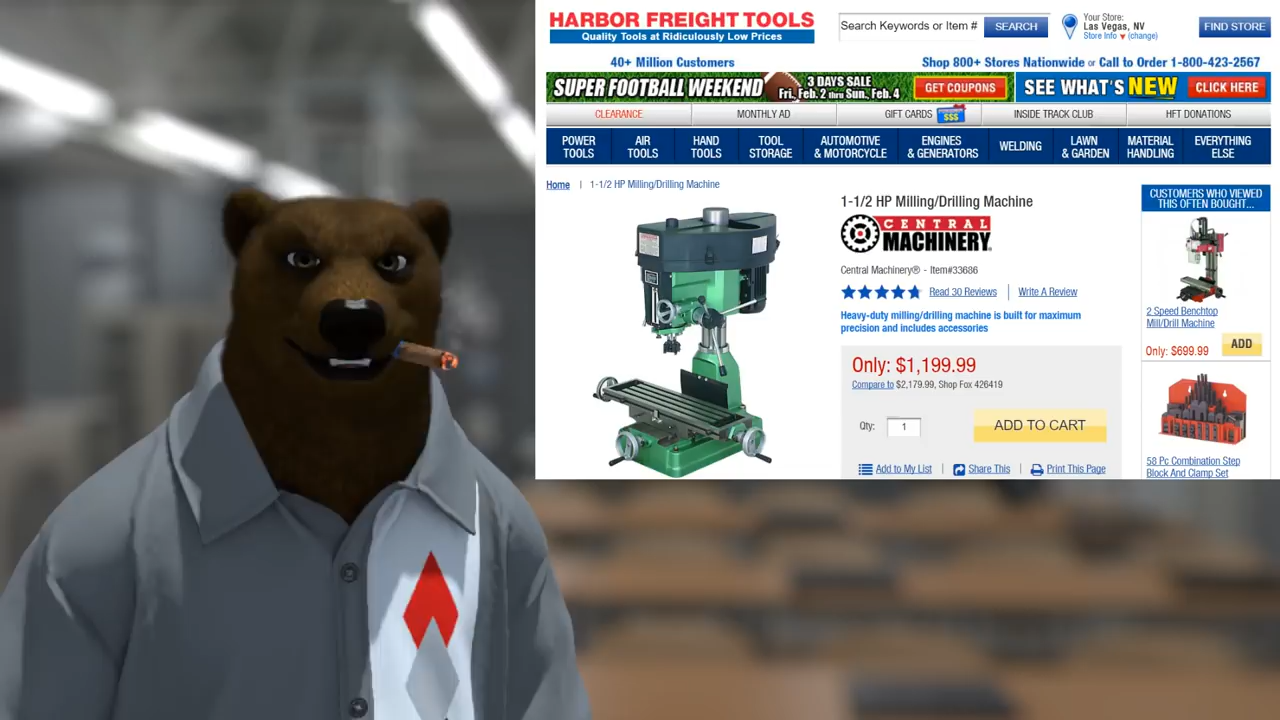 HARBOR FREIGHT TOOLS
Quality Tools at Ridiculously Low Prices
Search Keywords or Item #
SEARCH
Your Store:
Las Vegas, NV
Store Info (change)
FIND STORE
40+ Million Customers
Shop 800+ Stores Nationwide or Call to Order 1-800-423-2567
SUPER FOOTBALL WEEKEND
3 DAYS SALE
Fri., Feb. 2 thru Sun., Feb. 4
GET COUPONS
SEE WHAT'S NEW
CLICK HERE
CLEARANCE
MONTHLY AD
GIFT CARDS
$$$
INSIDE TRACK CLUB
HFT DONATIONS
POWER
TOOLS
AIR
TOOLS
HAND
TOOLS
TOOL
STORAGE
AUTOMOTIVE
& MOTORCYCLE
ENGINES
& GENERATORS
WELDING
LAWN
& GARDEN
MATERIAL
HANDLING
EVERYTHING
ELSE
Home | 1-1/2 HP Milling/Drilling Machine
1-1/2 HP Milling/Drilling Machine
CENTRAL
MACHINERY
Central Machinery® - Item#33686
Read 30 Reviews | Write A Review
Heavy-duty milling/drilling machine is built for maximum
precision and includes accessories
Only: $1,199.99
Compare to $2,179.99, Shop Fox 426419
Qty:
1
ADD TO CART
Add to My List | Share This | Print This Page
CUSTOMERS WHO VIEWED
THIS OFTEN BOUGHT...
2 Speed Benchtop
Mill/Drill Machine
Only: $699.99
ADD
58 Pc Combination Step
Block And Clamp Set